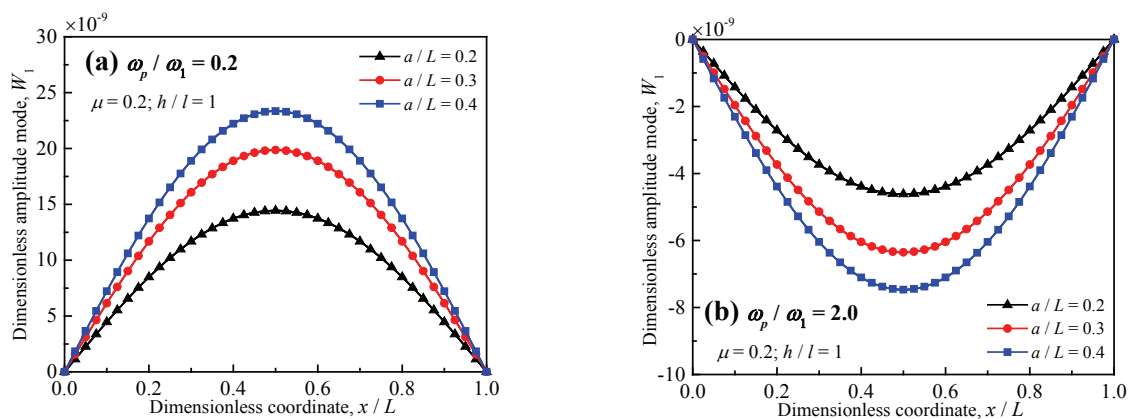 ×10⁻⁹
30
25
20
15
10
5
0
Dimensionless amplitude mode, W₁
(a) ωₚ / ω₁ = 0.2
μ = 0.2; h / l = 1
a / L = 0.2
a / L = 0.3
a / L = 0.4
0.0 0.2 0.4 0.6 0.8 1.0
Dimensionless coordinate, x / L
×10⁻⁹
0
-2
-4
-6
-8
-10
Dimensionless amplitude mode, W₁
(b) ωₚ / ω₁ = 2.0
μ = 0.2; h / l = 1
a / L = 0.2
a / L = 0.3
a / L = 0.4
0.0 0.2 0.4 0.6 0.8 1.0
Dimensionless coordinate, x / L